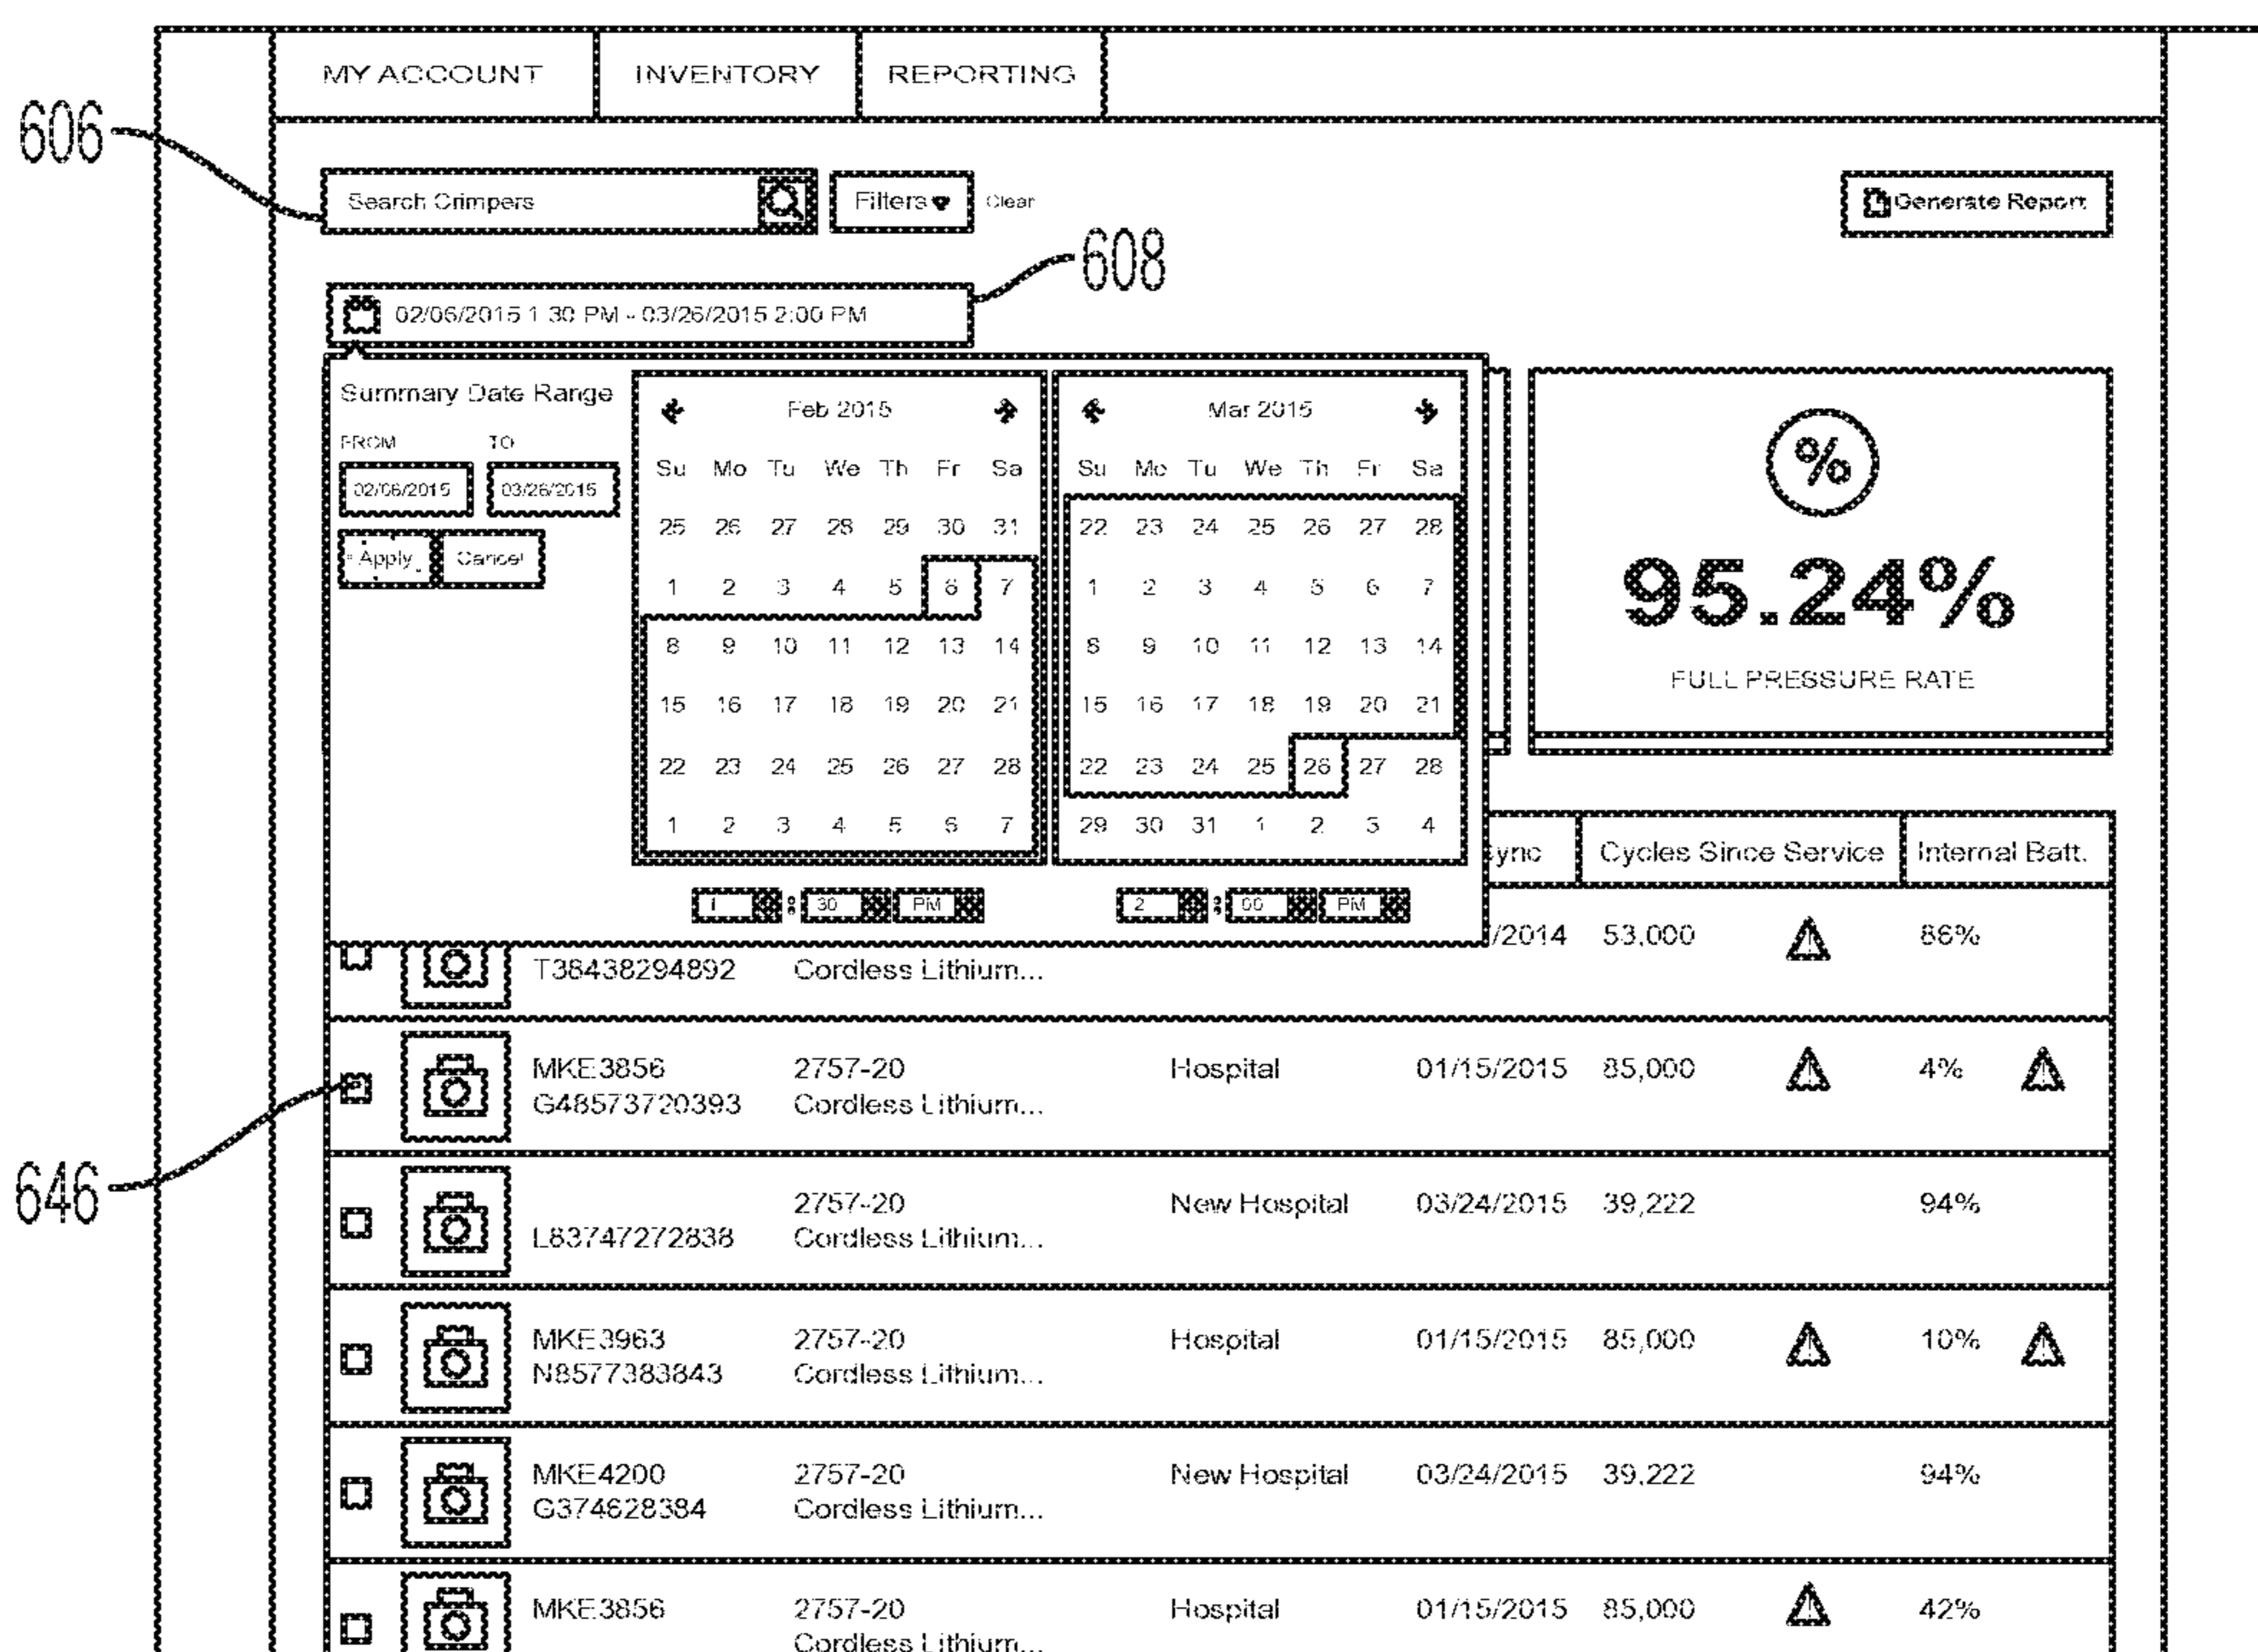 MY ACCOUNT INVENTORY REPORTING
606
Search Crimpers Filters Clear Generate Report
608
02/06/2015 1 30 PM - 03/26/2015 2:00 PM
Summary Date Range
FROM TO
02/06/2015 03/26/2015
Apply Cancel
Feb 2015
Su Mo Tu We Th Fr Sa
25 26 27 28 29 30 31
1 2 3 4 5 6 7
8 9 10 11 12 13 14
15 16 17 18 19 20 21
22 23 24 25 26 27 28
1 2 3 4 5 6 7
1 : 30 PM
Mar 2015
Su Mo Tu We Th Fr Sa
22 23 24 25 26 27 28
1 2 3 4 5 6 7
8 9 10 11 12 13 14
15 16 17 18 19 20 21
22 23 24 25 26 27 28
29 30 31 1 2 3 4
2 : 00 PM
%
95.24%
FULL PRESSURE RATE
ync Cycles Since Service Internal Batt.
/2014 53,000 86%
T38438294892 Cordless Lithium...
MKE3856 2757-20 Hospital 01/15/2015 85,000 4%
G48573720393 Cordless Lithium...
646
2757-20 New Hospital 03/24/2015 39,222 94%
L83747272838 Cordless Lithium...
MKE3963 2757-20 Hospital 01/15/2015 85,000 10%
N8577383843 Cordless Lithium...
MKE4200 2757-20 New Hospital 03/24/2015 39,222 94%
G374628384 Cordless Lithium...
MKE3856 2757-20 Hospital 01/15/2015 85,000 42%
Cordless Lithium...